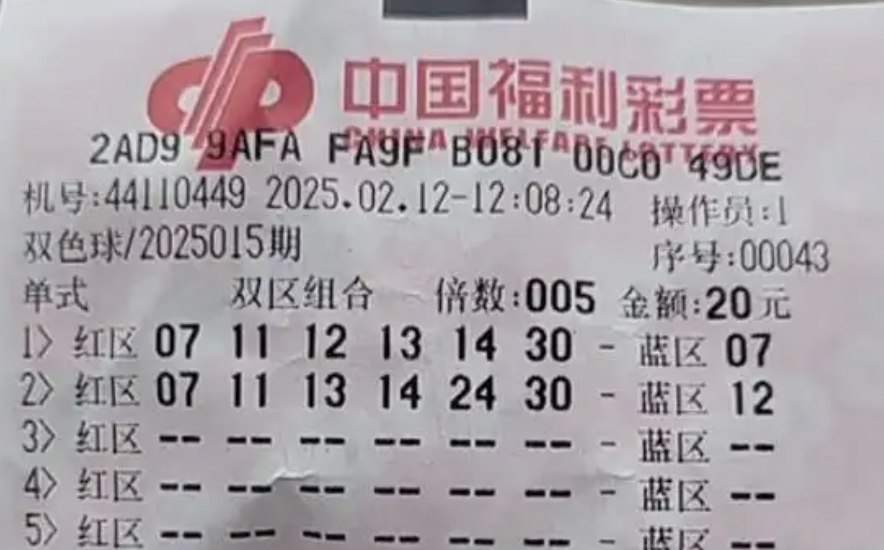 中国福利彩票
CHINA WELFARE LOTTERY
2AD9 9AFA FA9F B081 00C0 49DE
机号:44110449 2025.02.12-12:08:24 操作员:1
双色球/2025015期 序号:00043
单式 双区组合 倍数:005 金额:20元
1> 红区 07 11 12 13 14 30 - 蓝区 07
2> 红区 07 11 13 14 24 30 - 蓝区 12
3> 红区 -- -- -- -- -- -- - 蓝区 --
4> 红区 -- -- -- -- -- -- - 蓝区 --
5> 红区 -- -- -- -- -- -- - 蓝区 --